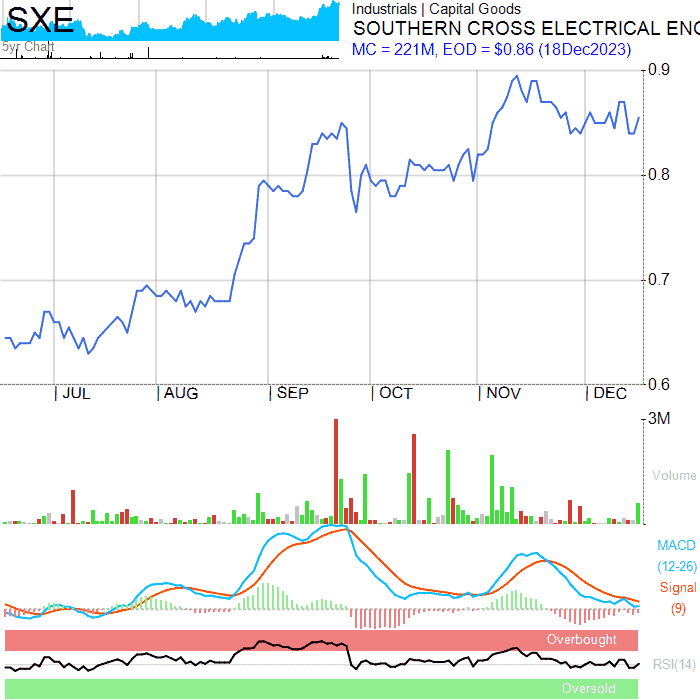 SXE
5yr Chart
Industrials | Capital Goods
SOUTHERN CROSS ELECTRICAL ENG
MC = 221M, EOD = $0.86 (18Dec2023)
0.9
0.8
0.7
0.6
JUL
AUG
SEP
OCT
NOV
DEC
3M
Volume
MACD
(12-26)
Signal
(9)
Overbought
RSI(14)
Oversold